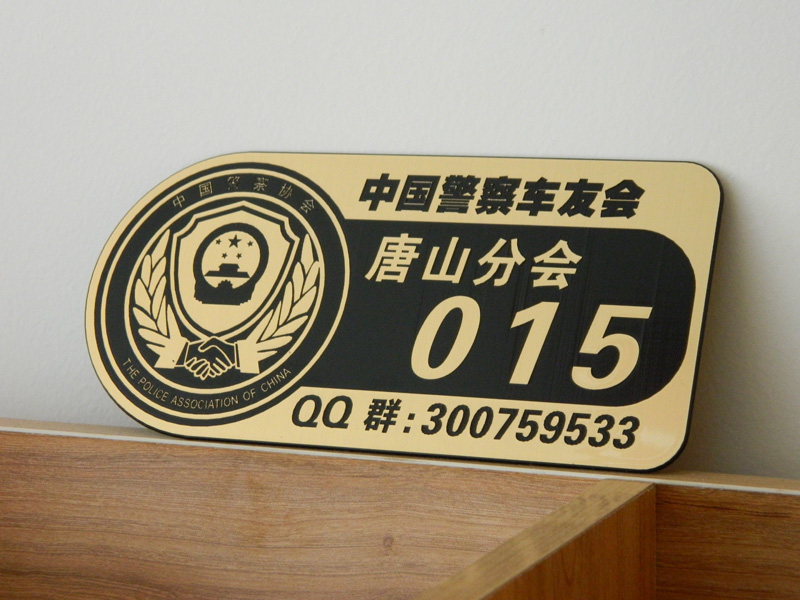 中国警察协会
THE POLICE ASSOCIATION OF CHINA
中国警察车友会
唐山分会
015
QQ 群:300759533